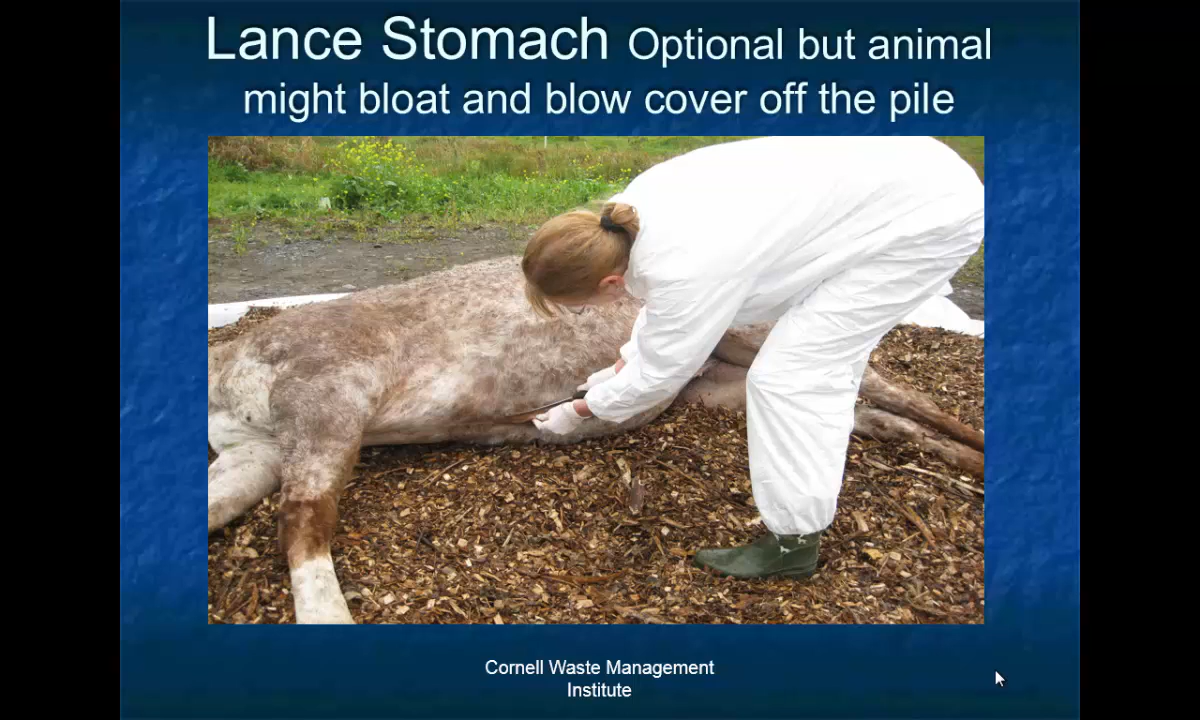 Lance Stomach Optional but animal
might bloat and blow cover off the pile
Cornell Waste Management
Institute